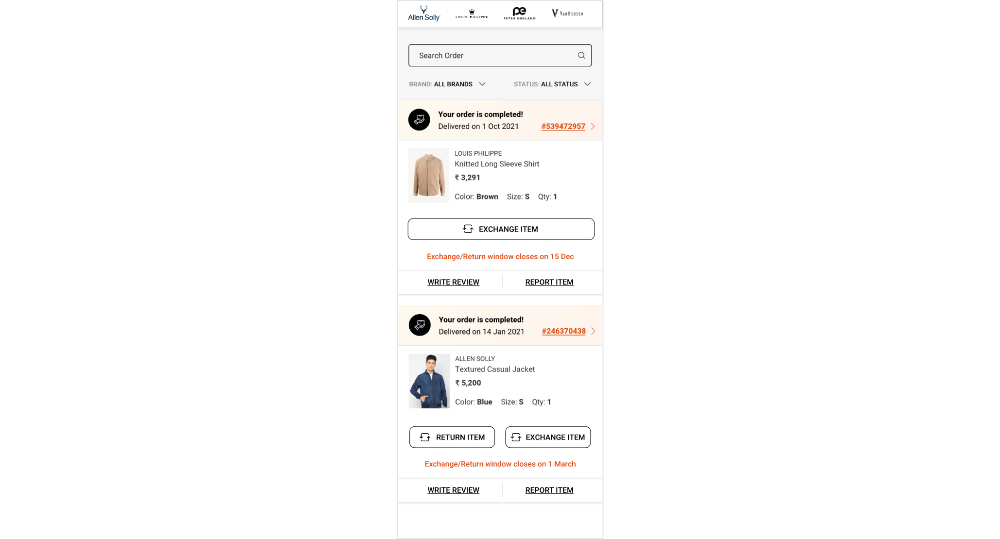 Allen Solly
LOUIS PHILIPPE
pe
PETER ENGLAND
V VAN HEUSEN
Search Order
BRAND: ALL BRANDS
STATUS: ALL STATUS
Your order is completed!
Delivered on 1 Oct 2021 #539472957
LOUIS PHILIPPE
Knitted Long Sleeve Shirt
₹ 3,291
Color: Brown Size: S Qty: 1
EXCHANGE ITEM
Exchange/Return window closes on 15 Dec
WRITE REVIEW REPORT ITEM
Your order is completed!
Delivered on 14 Jan 2021 #246370438
ALLEN SOLLY
Textured Casual Jacket
₹ 5,200
Color: Blue Size: S Qty: 1
RETURN ITEM EXCHANGE ITEM
Exchange/Return window closes on 1 March
WRITE REVIEW REPORT ITEM